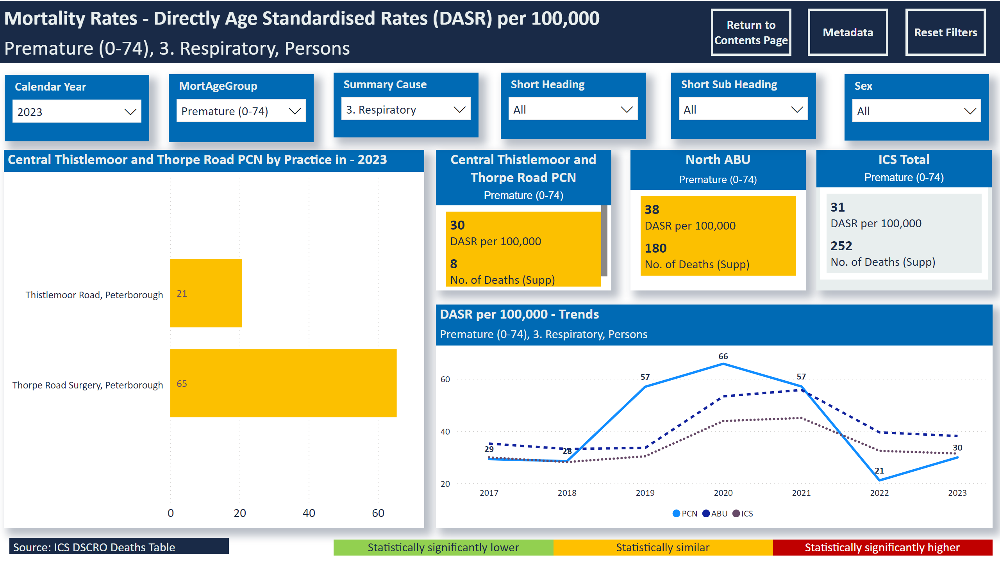 Mortality Rates - Directly Age Standardised Rates (DASR) per 100,000
Premature (0-74), 3. Respiratory, Persons
Return to
Contents Page
Metadata
Reset Filters
Calendar Year
2023
MortAgeGroup
Premature (0-74)
Summary Cause
3. Respiratory
Short Heading
All
Short Sub Heading
All
Sex
All
Central Thistlemoor and Thorpe Road PCN by Practice in - 2023
Thistlemoor Road, Peterborough
21
Thorpe Road Surgery, Peterborough
65
0 20 40 60
Central Thistlemoor and
Thorpe Road PCN
Premature (0-74)
30
DASR per 100,000
8
No. of Deaths (Supp)
North ABU
Premature (0-74)
38
DASR per 100,000
180
No. of Deaths (Supp)
ICS Total
Premature (0-74)
31
DASR per 100,000
252
No. of Deaths (Supp)
DASR per 100,000 - Trends
Premature (0-74), 3. Respiratory, Persons
60
40
20
29
28
57
66
57
21
30
2017 2018 2019 2020 2021 2022 2023
PCN ABU ICS
Source: ICS DSCRO Deaths Table
Statistically significantly lower
Statistically similar
Statistically significantly higher